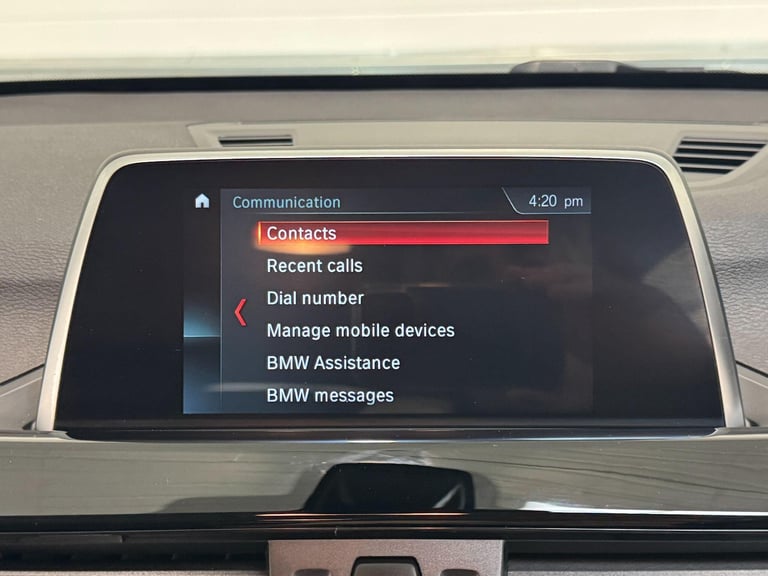 Communication
4:20 pm
Contacts
Recent calls
Dial number
Manage mobile devices
BMW Assistance
BMW messages